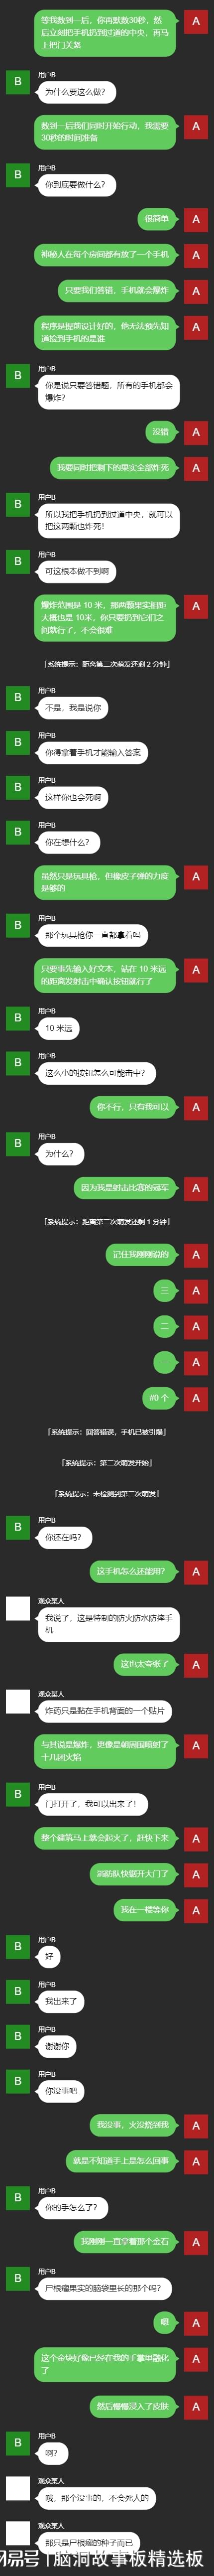 等我数到一后，你再默数30秒，然
后立刻把手机扔到过道的中央，再马
上把门关紧
A
B
用户B
为什么要这么做？
数到一后我们同时开始行动，我需要
30秒的时间准备
A
B
用户B
你到底要做什么？
很简单
A
神秘人在每个房间都有放了一个手机
A
只要我们答错，手机就会爆炸
A
程序是提前设计好的，他无法预先知
道捡到手机的是谁
A
B
用户B
你是说只要答错题，所有的手机都会
爆炸？
没错
A
我要同时把剩下的果实全部炸死
A
B
用户B
所以我把手机扔到过道中央，就可以
把这两颗也炸死！
B
用户B
可这根本做不到啊
爆炸范围是 10 米，那两颗果实相距
大概也是 10米，你只要扔到它们之
间就行了，不会很难
A
「系统提示：距离第二次萌发还剩 2 分钟」
B
用户B
不是，我是说你
B
用户B
你得拿着手机才能输入答案
B
用户B
这样你也会死啊
B
用户B
你在想什么？
虽然只是玩具枪，但橡皮子弹的力度
是够的
A
B
用户B
那个玩具枪你一直都拿着吗
只要事先输入好文本，站在 10 米远
的距离发射击中确认按钮就行了
A
B
用户B
10 米远
B
用户B
这么小的按钮怎么可能击中？
你不行，只有我可以
A
B
用户B
为什么？
因为我是射击比赛的冠军
A
「系统提示：距离第二次萌发还剩 1 分钟」
记住我刚刚说的
A
三
A
二
A
一
A
#0 个
A
「系统提示：回答错误，手机已被引爆」
「系统提示：第二次萌发开始」
「系统提示：未检测到第二次萌发」
B
用户B
你还在吗？
这手机怎么还能用？
A
观众某人
我说了，这是特制的防火防水防摔手
机
这也太夸张了
A
观众某人
炸药只是黏在手机背面的一个贴片
与其说是爆炸，更像是朝周围喷射了
十几团火焰
A
B
用户B
门打开了，我可以出来了！
整个建筑马上就会起火了，赶快下来
A
消防队快锯开大门了
A
我在一楼等你
A
B
用户B
好
B
用户B
我出来了
B
用户B
谢谢你
B
用户B
你没事吧
我没事，火没烧到我
A
就是不知道手上是怎么回事
A
B
用户B
你的手怎么了？
我刚刚一直拿着那个金石
A
B
用户B
尸根瘤果实的脑袋里长的那个吗？
嗯
A
这个金块好像已经在我的手掌里融化
了
A
然后慢慢浸入了皮肤
A
B
用户B
啊？
观众某人
哦，那个没事的，不会死人的
观众某人
那只是尸根瘤的种子而已
网易号 | 脑洞故事板精选板